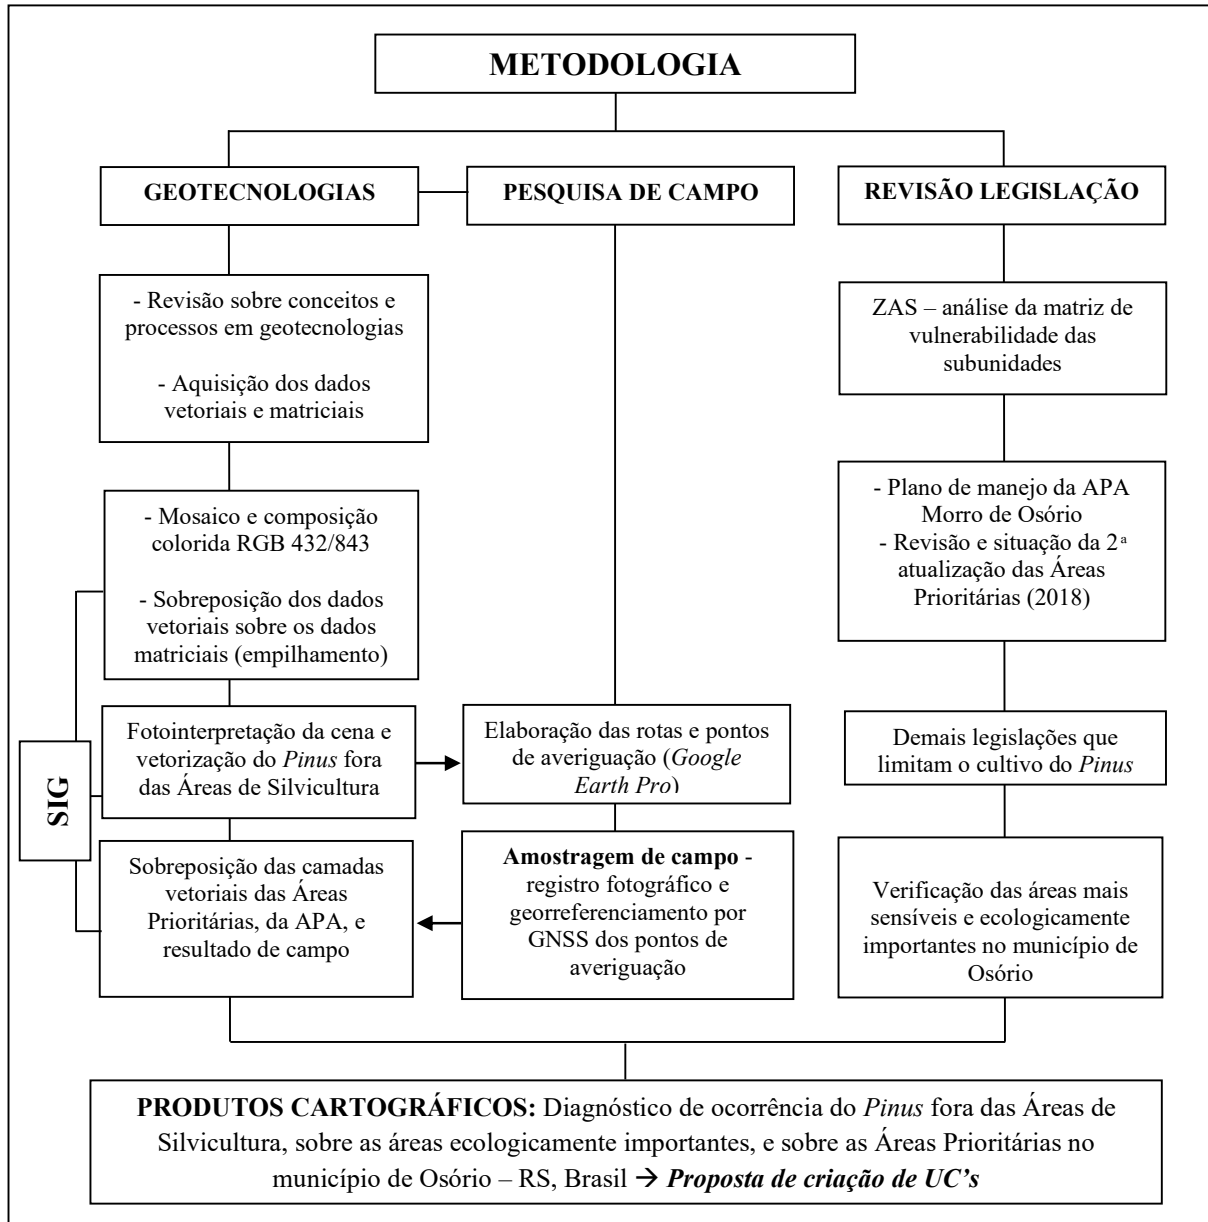 METODOLOGIA
GEOTECNOLOGIAS
PESQUISA DE CAMPO
REVISÃO LEGISLAÇÃO
- Revisão sobre conceitos e
processos em geotecnologias
- Aquisição dos dados
vetoriais e matriciais
ZAS – análise da matriz de
vulnerabilidade das
subunidades
- Mosaico e composição
colorida RGB 432/843
- Sobreposição dos dados
vetoriais sobre os dados
matriciais (empilhamento)
- Plano de manejo da APA
Morro de Osório
- Revisão e situação da 2ª
atualização das Áreas
Prioritárias (2018)
SIG
Fotointerpretação da cena e
vetorização do Pinus fora
das Áreas de Silvicultura
Elaboração das rotas e pontos
de averiguação (Google
Earth Pro)
Demais legislações que
limitam o cultivo do Pinus
Sobreposição das camadas
vetoriais das Áreas
Prioritárias, da APA, e
resultado de campo
Amostragem de campo -
registro fotográfico e
georreferenciamento por
GNSS dos pontos de
averiguação
Verificação das áreas mais
sensíveis e ecologicamente
importantes no município de
Osório
PRODUTOS CARTOGRÁFICOS: Diagnóstico de ocorrência do Pinus fora das Áreas de
Silvicultura, sobre as áreas ecologicamente importantes, e sobre as Áreas Prioritárias no
município de Osório – RS, Brasil → Proposta de criação de UC's